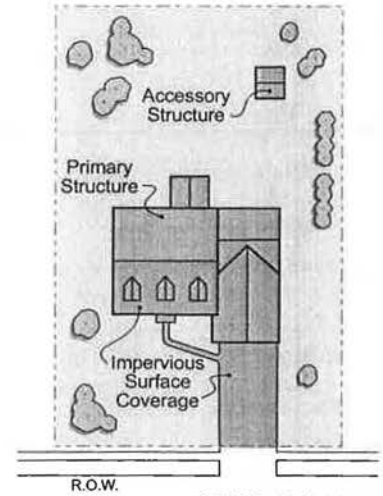 Accessory
Structure
Primary
Structure
Impervious
Surface
Coverage
R.O.W.